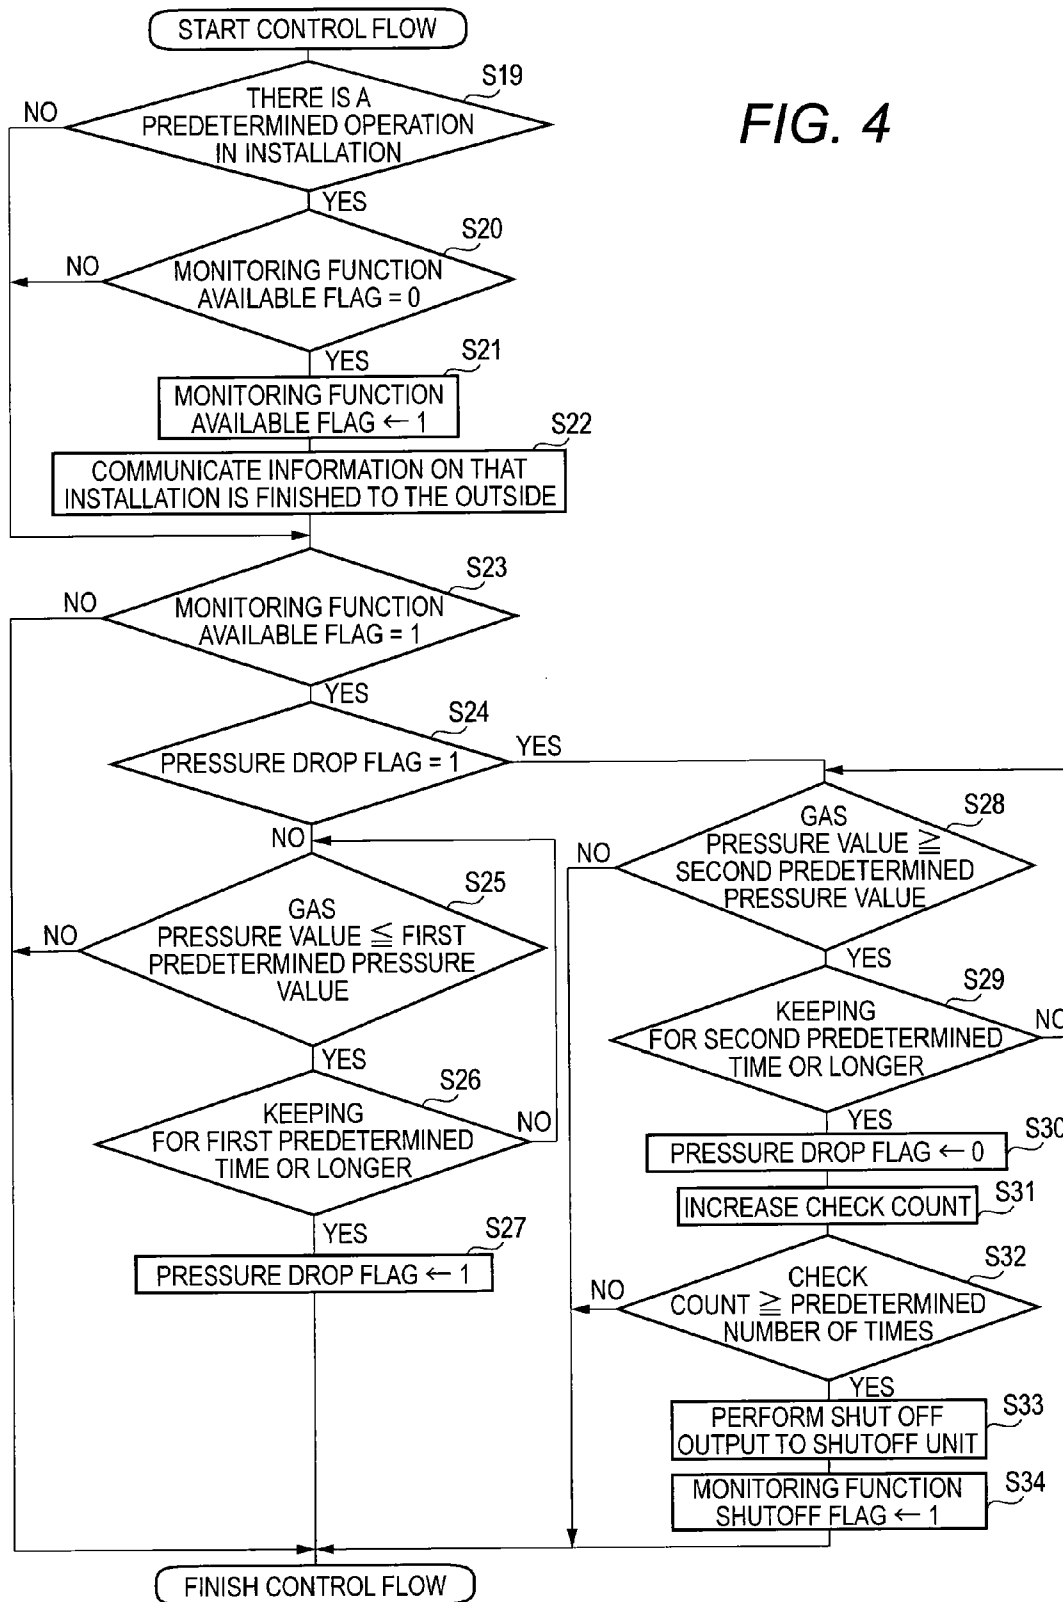 START CONTROL FLOW
FIG. 4
S19
NO
THERE IS A
PREDETERMINED OPERATION
IN INSTALLATION
YES
S20
NO
MONITORING FUNCTION
AVAILABLE FLAG = 0
YES
S21
MONITORING FUNCTION
AVAILABLE FLAG ← 1
S22
COMMUNICATE INFORMATION ON THAT
INSTALLATION IS FINISHED TO THE OUTSIDE
S23
NO
MONITORING FUNCTION
AVAILABLE FLAG = 1
YES
S24
PRESSURE DROP FLAG = 1
YES
NO
S25
GAS
PRESSURE VALUE ≦ FIRST
PREDETERMINED PRESSURE
VALUE
NO
YES
S26
KEEPING
FOR FIRST PREDETERMINED
TIME OR LONGER
NO
YES
S27
PRESSURE DROP FLAG ← 1
S28
GAS
PRESSURE VALUE ≧
SECOND PREDETERMINED
PRESSURE VALUE
NO
YES
S29
KEEPING
FOR SECOND PREDETERMINED
TIME OR LONGER
NO
YES
S30
PRESSURE DROP FLAG ← 0
S31
INCREASE CHECK COUNT
S32
CHECK
COUNT ≧ PREDETERMINED
NUMBER OF TIMES
NO
YES
S33
PERFORM SHUT OFF
OUTPUT TO SHUTOFF UNIT
S34
MONITORING FUNCTION
SHUTOFF FLAG ← 1
FINISH CONTROL FLOW